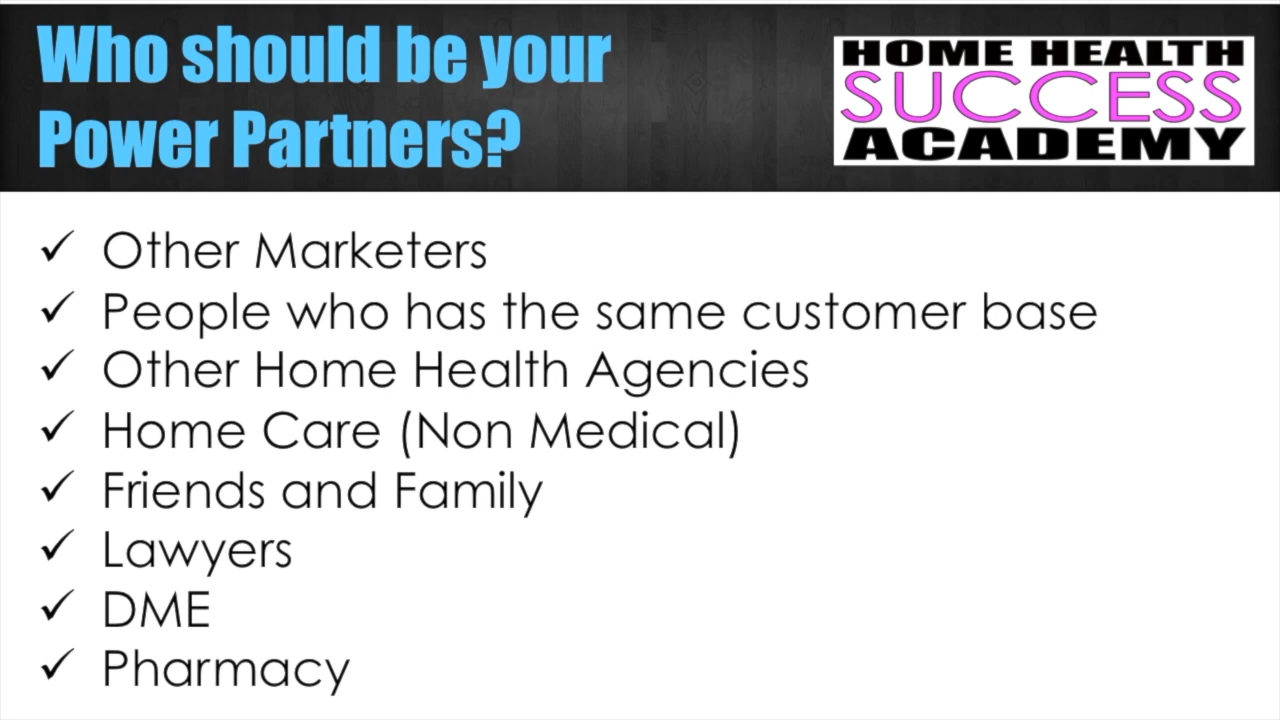 Who should be your
Power Partners?
HOME HEALTH
SUCCESS
ACADEMY
✓ Other Marketers
✓ People who has the same customer base
✓ Other Home Health Agencies
✓ Home Care (Non Medical)
✓ Friends and Family
✓ Lawyers
✓ DME
✓ Pharmacy